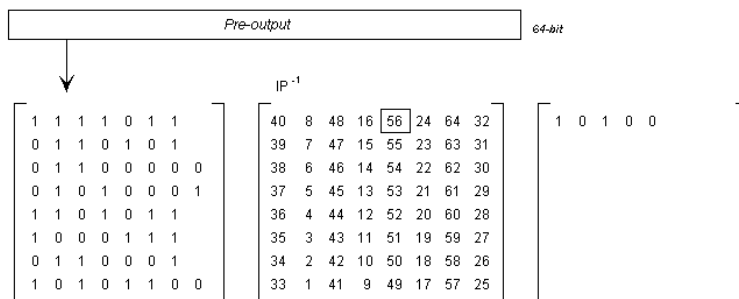 Pre-output
64-bit
IP -1
1 1 1 1 0 1 1 40 8 48 16 56 24 64 32 1 0 1 0 0
0 1 1 0 1 0 1 39 7 47 15 55 23 63 31
0 1 1 0 0 0 0 0 38 6 46 14 54 22 62 30
0 1 0 1 0 0 0 1 37 5 45 13 53 21 61 29
1 1 0 1 0 1 1 36 4 44 12 52 20 60 28
1 0 0 0 1 1 1 35 3 43 11 51 19 59 27
0 1 1 0 0 0 1 34 2 42 10 50 18 58 26
1 0 1 0 1 1 0 0 33 1 41 9 49 17 57 25